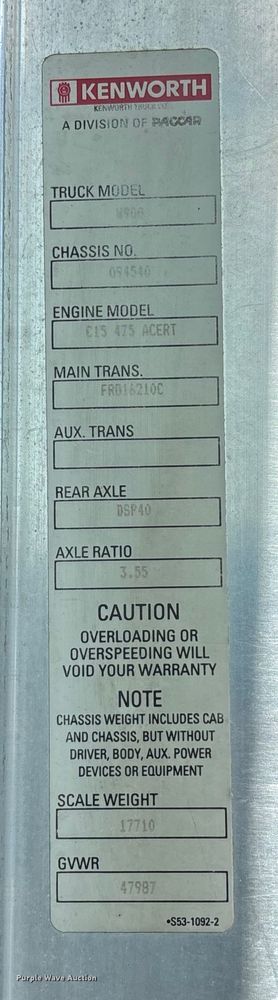 KENWORTH
KENWORTH TRUCK CO.
A DIVISION OF PACCAR
TRUCK MODEL
W900
CHASSIS NO.
094540
ENGINE MODEL
C15 475 ACERT
MAIN TRANS.
FRO16210C
AUX. TRANS
REAR AXLE
DSP40
AXLE RATIO
3.55
CAUTION
OVERLOADING OR
OVERSPEEDING WILL
VOID YOUR WARRANTY
NOTE
CHASSIS WEIGHT INCLUDES CAB
AND CHASSIS, BUT WITHOUT
DRIVER, BODY, AUX. POWER
DEVICES OR EQUIPMENT
SCALE WEIGHT
17710
GVWR
47987
•S53-1092-2
Purple Wave Auction